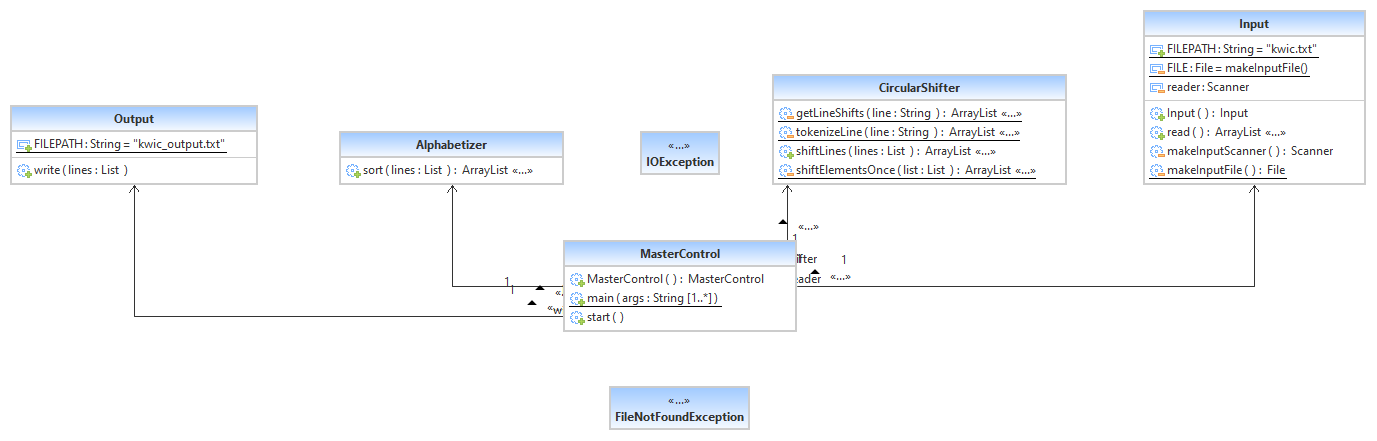 Output
FILEPATH : String = "kwic_output.txt"
write ( lines : List )
Alphabetizer
sort ( lines : List ) : ArrayList «...»
«...»
IOException
CircularShifter
getLineShifts ( line : String ) : ArrayList «...»
tokenizeLine ( line : String ) : ArrayList «...»
shiftLines ( lines : List ) : ArrayList «...»
shiftElementsOnce ( list : List ) : ArrayList «...»
Input
FILEPATH : String = "kwic.txt"
FILE : File = makeInputFile()
reader : Scanner
Input ( ) : Input
read ( ) : ArrayList «...»
makeInputScanner ( ) : Scanner
makeInputFile ( ) : File
«...»
1
1
«...»
1
MasterControl
MasterControl ( ) : MasterControl
main ( args : String [1..*] )
start ( )
«...»
FileNotFoundException